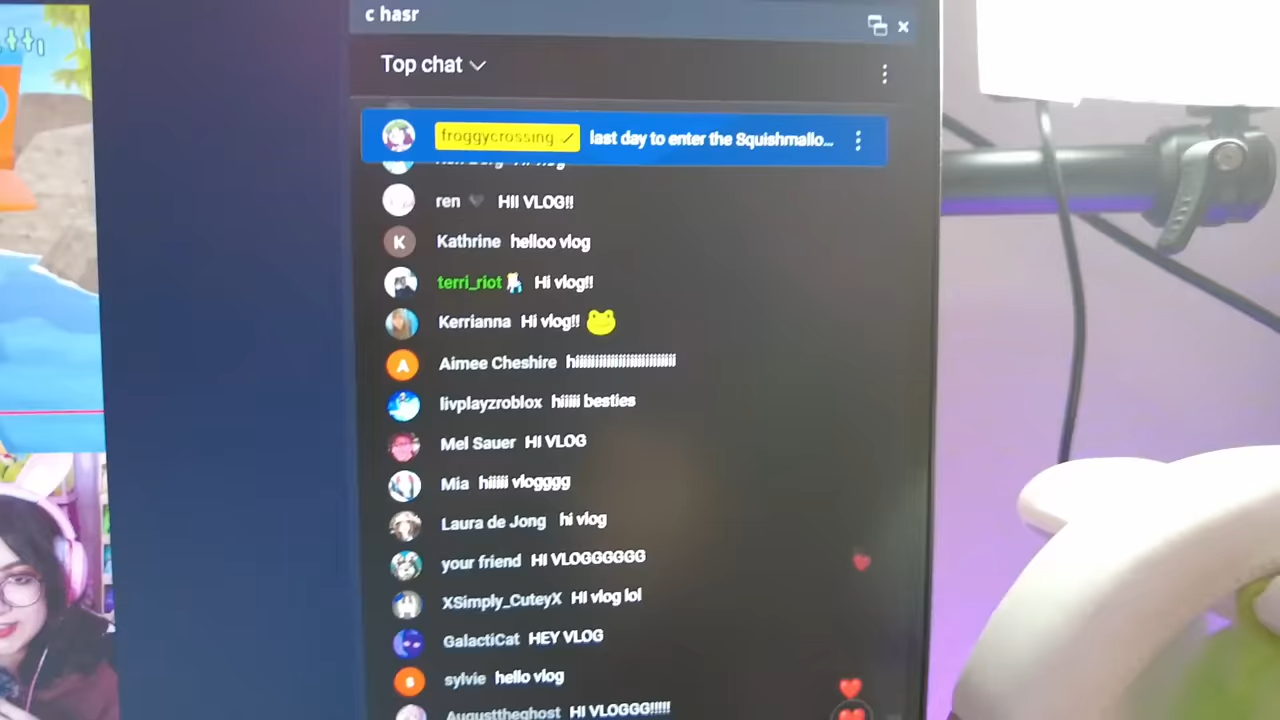 c hasr
Top chat
froggycrossing last day to enter the Squishmallo...
ren HII VLOG!!
Kathrine helloo vlog
terri_riot Hi vlog!!
Kerrianna Hi vlog!!
A Aimee Cheshire hiiiiiiiiiiiiiiiiiiiiiiiiii
livplayzroblox hiiiii besties
Mel Sauer HI VLOG
Mia hiiiii vlogggg
Laura de Jong hi vlog
your friend HI VLOGGGGGG
XSimply_CuteyX HI vlog lol
GalactiCat HEY VLOG
s sylvie hello vlog
Augusttheghost HI VLOGGG!!!!!